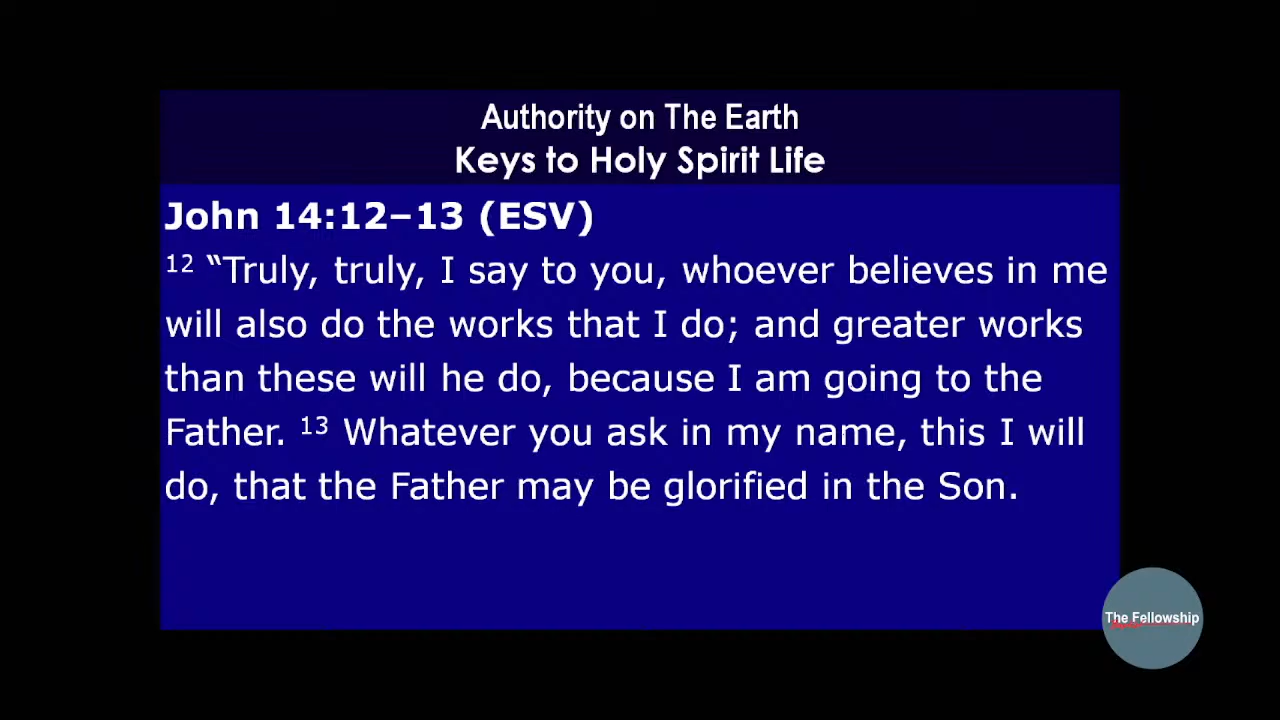 Authority on The Earth
Keys to Holy Spirit Life
John 14:12–13 (ESV)
12 “Truly, truly, I say to you, whoever believes in me
will also do the works that I do; and greater works
than these will he do, because I am going to the
Father. 13 Whatever you ask in my name, this I will
do, that the Father may be glorified in the Son.
The Fellowship